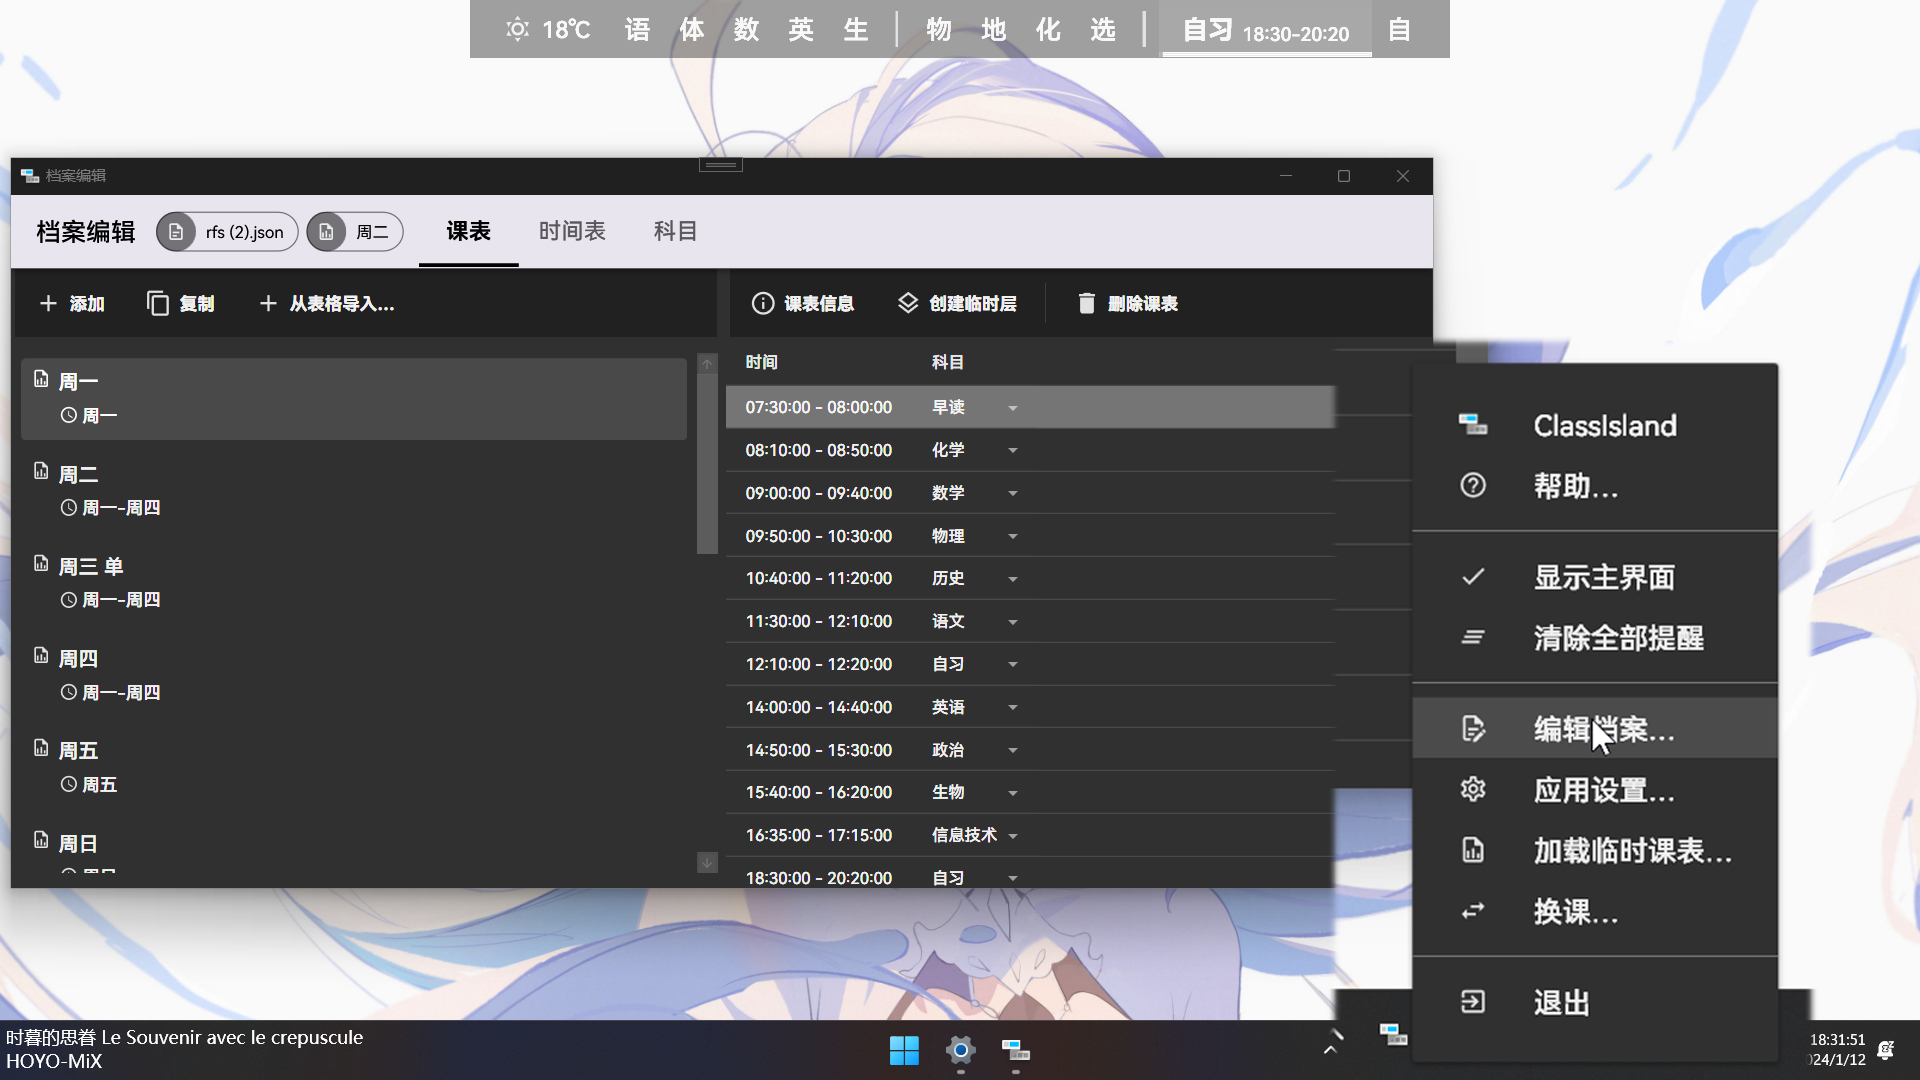 18℃ 语 体 数 英 生 物 地 化 选 自习 18:30-20:20 自
档案编辑
档案编辑 rfs (2).json 周二 课表 时间表 科目
添加 复制 从表格导入...
课表信息 创建临时层 删除课表
周一
周一
周二
周一-周四
周三 单
周一-周四
周四
周一-周四
周五
周五
周日
时间 科目
07:30:00 - 08:00:00 早读
08:10:00 - 08:50:00 化学
09:00:00 - 09:40:00 数学
09:50:00 - 10:30:00 物理
10:40:00 - 11:20:00 历史
11:30:00 - 12:10:00 语文
12:10:00 - 12:20:00 自习
14:00:00 - 14:40:00 英语
14:50:00 - 15:30:00 政治
15:40:00 - 16:20:00 生物
16:35:00 - 17:15:00 信息技术
18:30:00 - 20:20:00 自习
ClassIsland
帮助...
显示主界面
清除全部提醒
编辑档案...
应用设置...
加载临时课表...
换课...
退出
时暮的思眷 Le Souvenir avec le crepuscule
HOYO-MiX
18:31:51
024/1/12